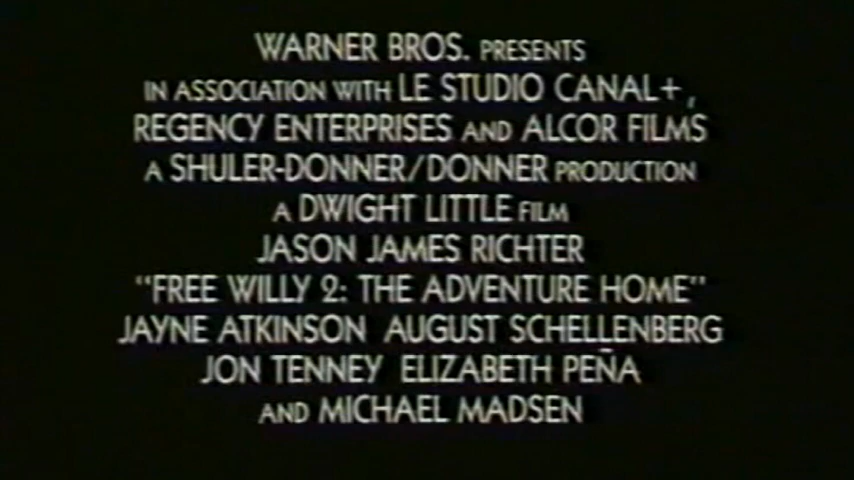 WARNER BROS. PRESENTS
IN ASSOCIATION WITH LE STUDIO CANAL+,
REGENCY ENTERPRISES AND ALCOR FILMS
A SHULER-DONNER/DONNER PRODUCTION
A DWIGHT LITTLE FILM
JASON JAMES RICHTER
"FREE WILLY 2: THE ADVENTURE HOME"
JAYNE ATKINSON AUGUST SCHELLENBERG
JON TENNEY ELIZABETH PEÑA
AND MICHAEL MADSEN